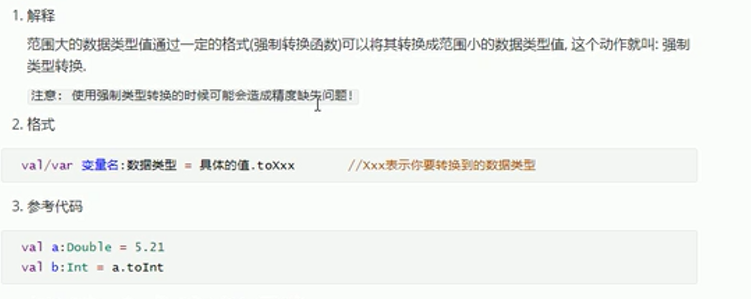 1. 解释
范围大的数据类型值通过一定的格式(强制转换函数)可以将其转换成范围小的数据类型值, 这个动作就叫: 强制
类型转换.
注意: 使用强制类型转换的时候可能会造成精度缺失问题!
2. 格式
val/var 变量名:数据类型 = 具体的值.toXxx //Xxx表示你要转换到的数据类型
3. 参考代码
val a:Double = 5.21
val b:Int = a.toInt